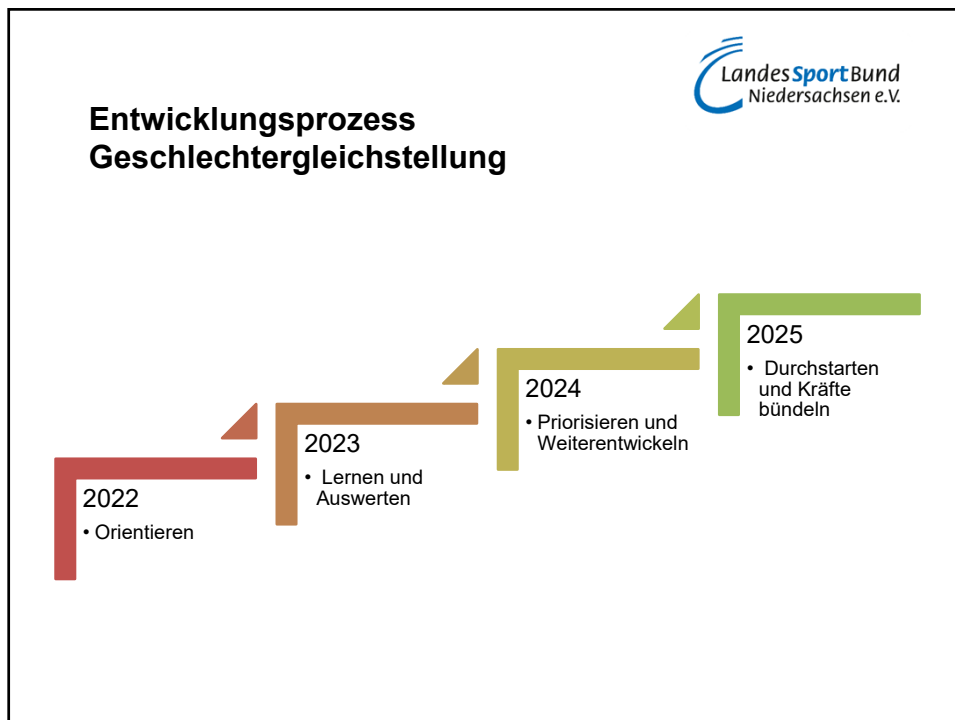 LandesSportBund
Niedersachsen e.V.
Entwicklungsprozess
Geschlechtergleichstellung
2022
• Orientieren
2023
• Lernen und
Auswerten
2024
• Priorisieren und
Weiterentwickeln
2025
• Durchstarten
und Kräfte
bündeln